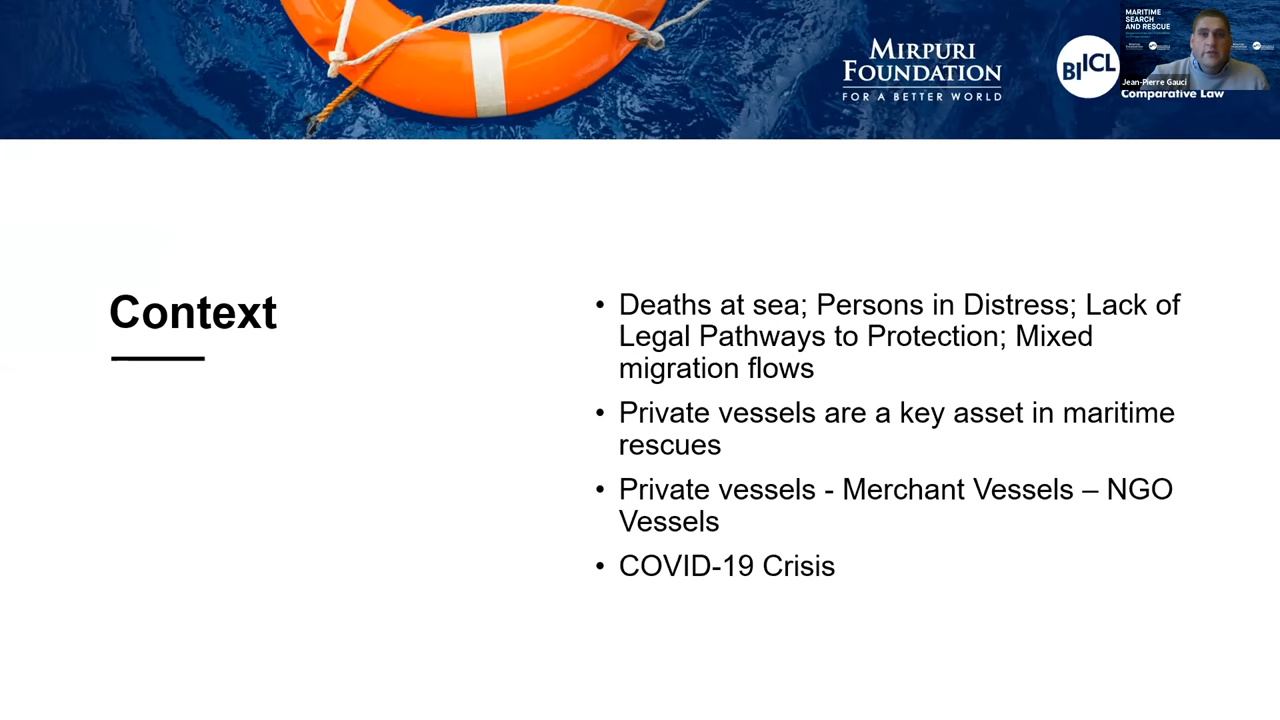 MIRPURI
FOUNDATION
FOR A BETTER WORLD
BIICL
MARITIME
SEARCH
AND RESCUE
Jean-Pierre Gauci
Comparative Law
Context
• Deaths at sea; Persons in Distress; Lack of
Legal Pathways to Protection; Mixed
migration flows
• Private vessels are a key asset in maritime
rescues
• Private vessels - Merchant Vessels – NGO
Vessels
• COVID-19 Crisis